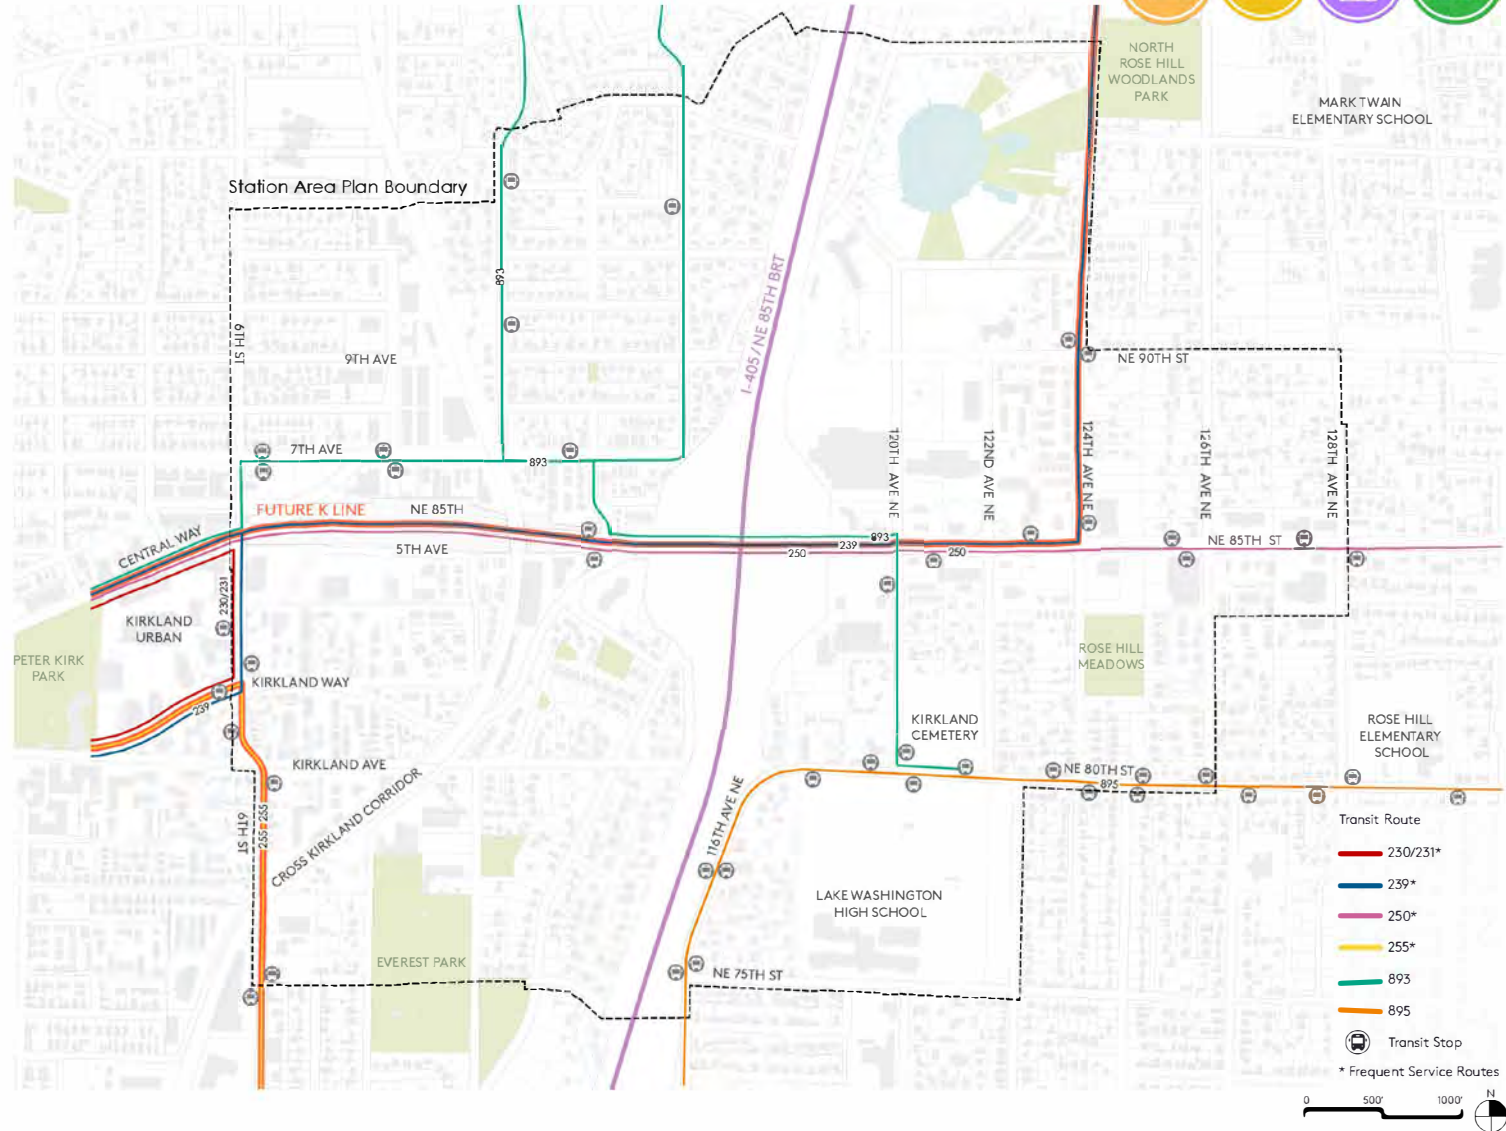 NORTH
ROSE HILL
WOODLANDS
PARK
MARK TWAIN
ELEMENTARY SCHOOL
Station Area Plan Boundary
893
I-405 / NE 85TH BRT
6TH ST
9TH AVE
NE 90TH ST
7TH AVE
893
120TH AVE NE
122ND AVE NE
124TH AVE NE
126TH AVE NE
128TH AVE NE
FUTURE K LINE
NE 85TH
CENTRAL WAY
5TH AVE
893
239
250
250
NE 85TH ST
230/231
KIRKLAND
URBAN
PETER KIRK
PARK
ROSE HILL
MEADOWS
KIRKLAND WAY
239
KIRKLAND
CEMETERY
ROSE HILL
ELEMENTARY
SCHOOL
KIRKLAND AVE
NE 80TH ST
895
6TH ST
255
255
CROSS KIRKLAND CORRIDOR
116TH AVE NE
LAKE WASHINGTON
HIGH SCHOOL
EVEREST PARK
NE 75TH ST
Transit Route
230/231*
239*
250*
255*
893
895
Transit Stop
* Frequent Service Routes
0 500' 1000'
N